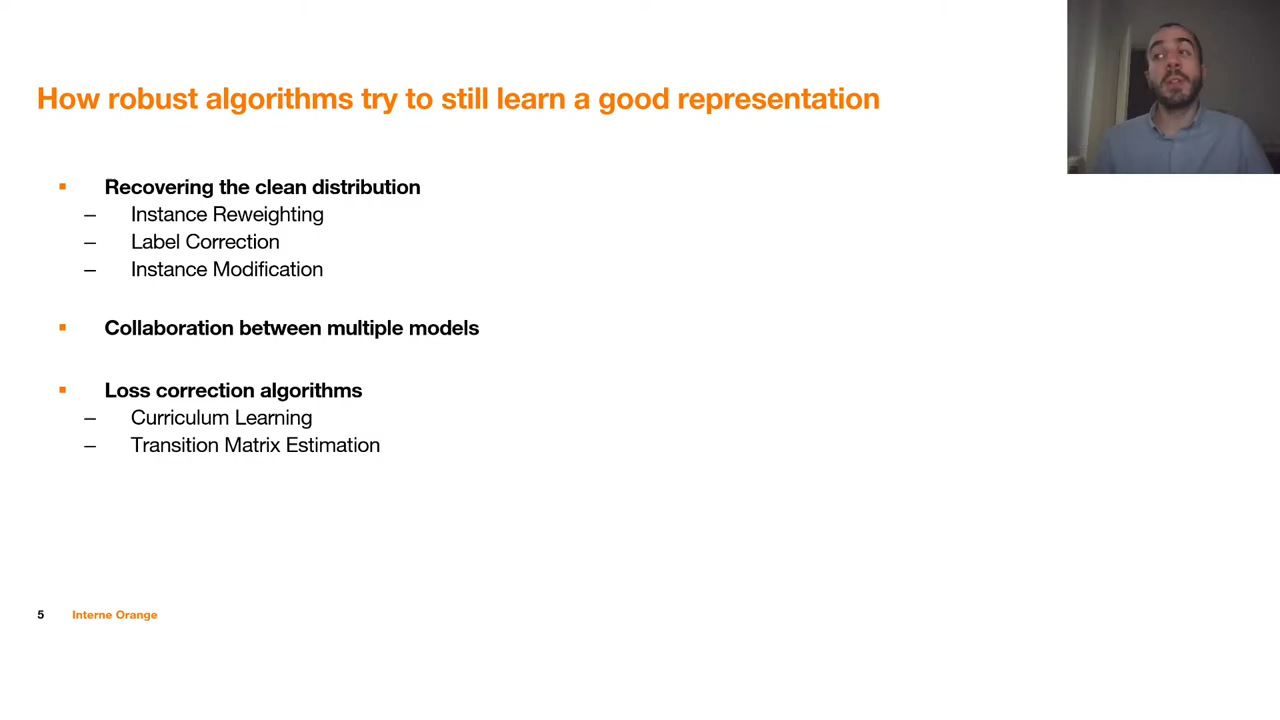 How robust algorithms try to still learn a good representation
▪ Recovering the clean distribution
– Instance Reweighting
– Label Correction
– Instance Modification
▪ Collaboration between multiple models
▪ Loss correction algorithms
– Curriculum Learning
– Transition Matrix Estimation
5 Interne Orange